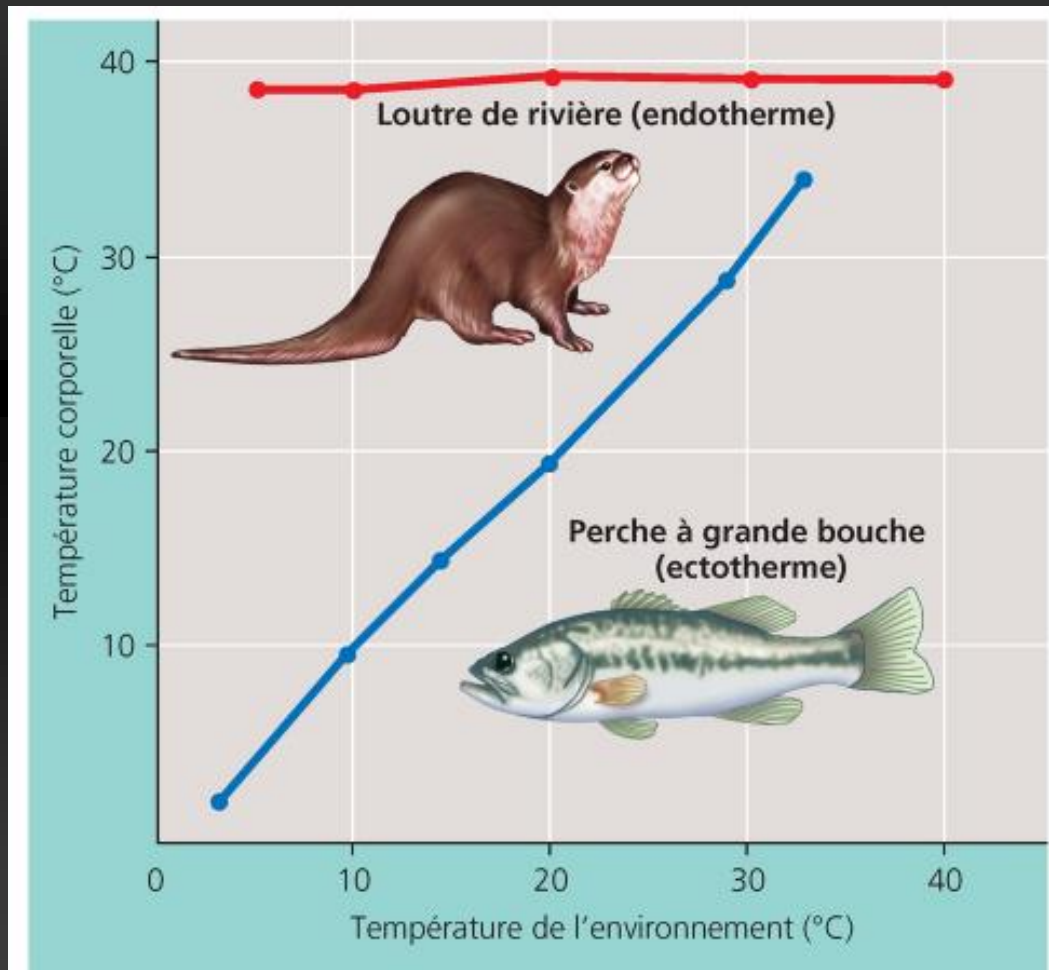 40
Loutre de rivière (endotherme)
30
Température corporelle (°C)
20
Perche à grande bouche
(ectotherme)
10
0 10 20 30 40
Température de l'environnement (°C)